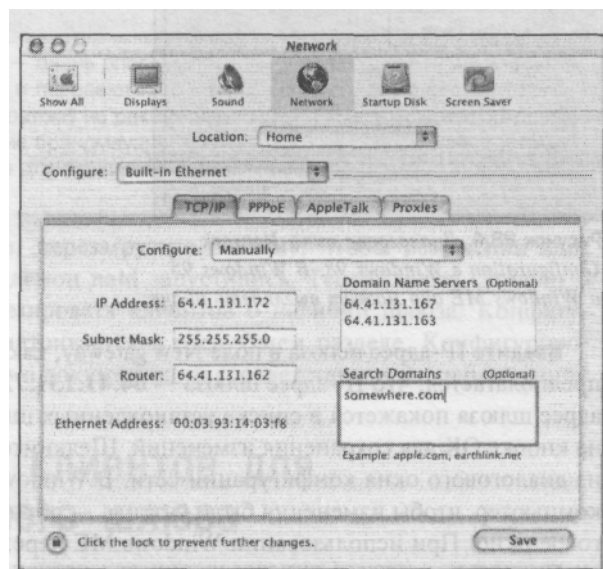 Network
Show All Displays Sound Network Startup Disk Screen Saver
Location: Home
Configure: Built-in Ethernet
TCP/IP PPPoE AppleTalk Proxies
Configure: Manually
Domain Name Servers (Optional)
IP Address: 64.41.131.172
64.41.131.167
64.41.131.163
Subnet Mask: 255.255.255.0
Router: 64.41.131.162
Search Domains (Optional)
somewhere.com
Ethernet Address: 00:03:93:14:03:f8
Example: apple.com, earthlink.net
Click the lock to prevent further changes.
Save